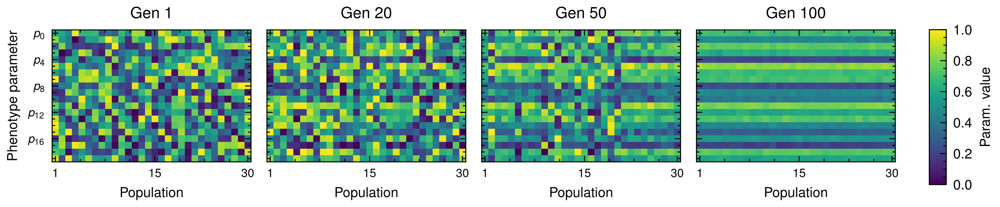 Gen 1
Gen 20
Gen 50
Gen 100
Phenotype parameter
p0
p4
p8
p12
p16
1 15 30
1 15 30
1 15 30
1 15 30
Population
Population
Population
Population
1.0
0.8
0.6
0.4
0.2
0.0
Param. value